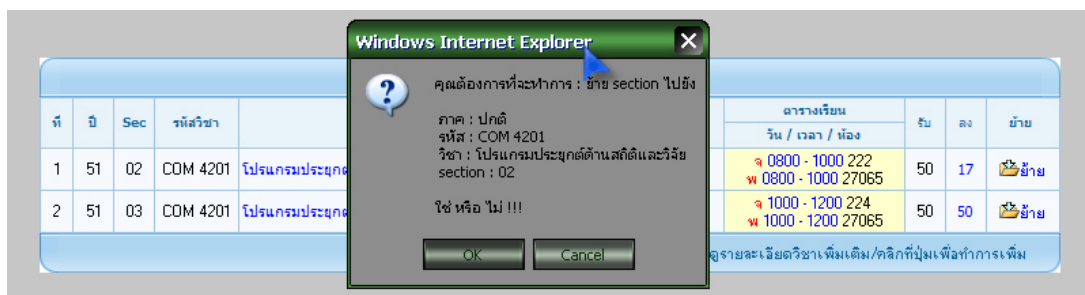 Windows Internet Explorer
คุณต้องการที่จะทำการ : ย้าย section ไปยัง
ภาค : ปกติ
รหัส : COM 4201
วิชา : โปรแกรมประยุกต์ด้านสถิติและวิจัย
section : 02
ใช่ หรือ ไม่ !!!
OK Cancel
ที่ ปี Sec รหัสวิชา ตารางเรียน รับ ลง ย้าย
วัน / เวลา / ห้อง
1 51 02 COM 4201 โปรแกรมประยุกต์ จ 0800 - 1000 222 50 17 ย้าย
พ 0800 - 1000 27065
2 51 03 COM 4201 โปรแกรมประยุกต์ จ 1000 - 1200 224 50 50 ย้าย
พ 1000 - 1200 27065
ดูรายละเอียดวิชาเพิ่มเติม/คลิกที่ปุ่มเพื่อทำการเพิ่ม